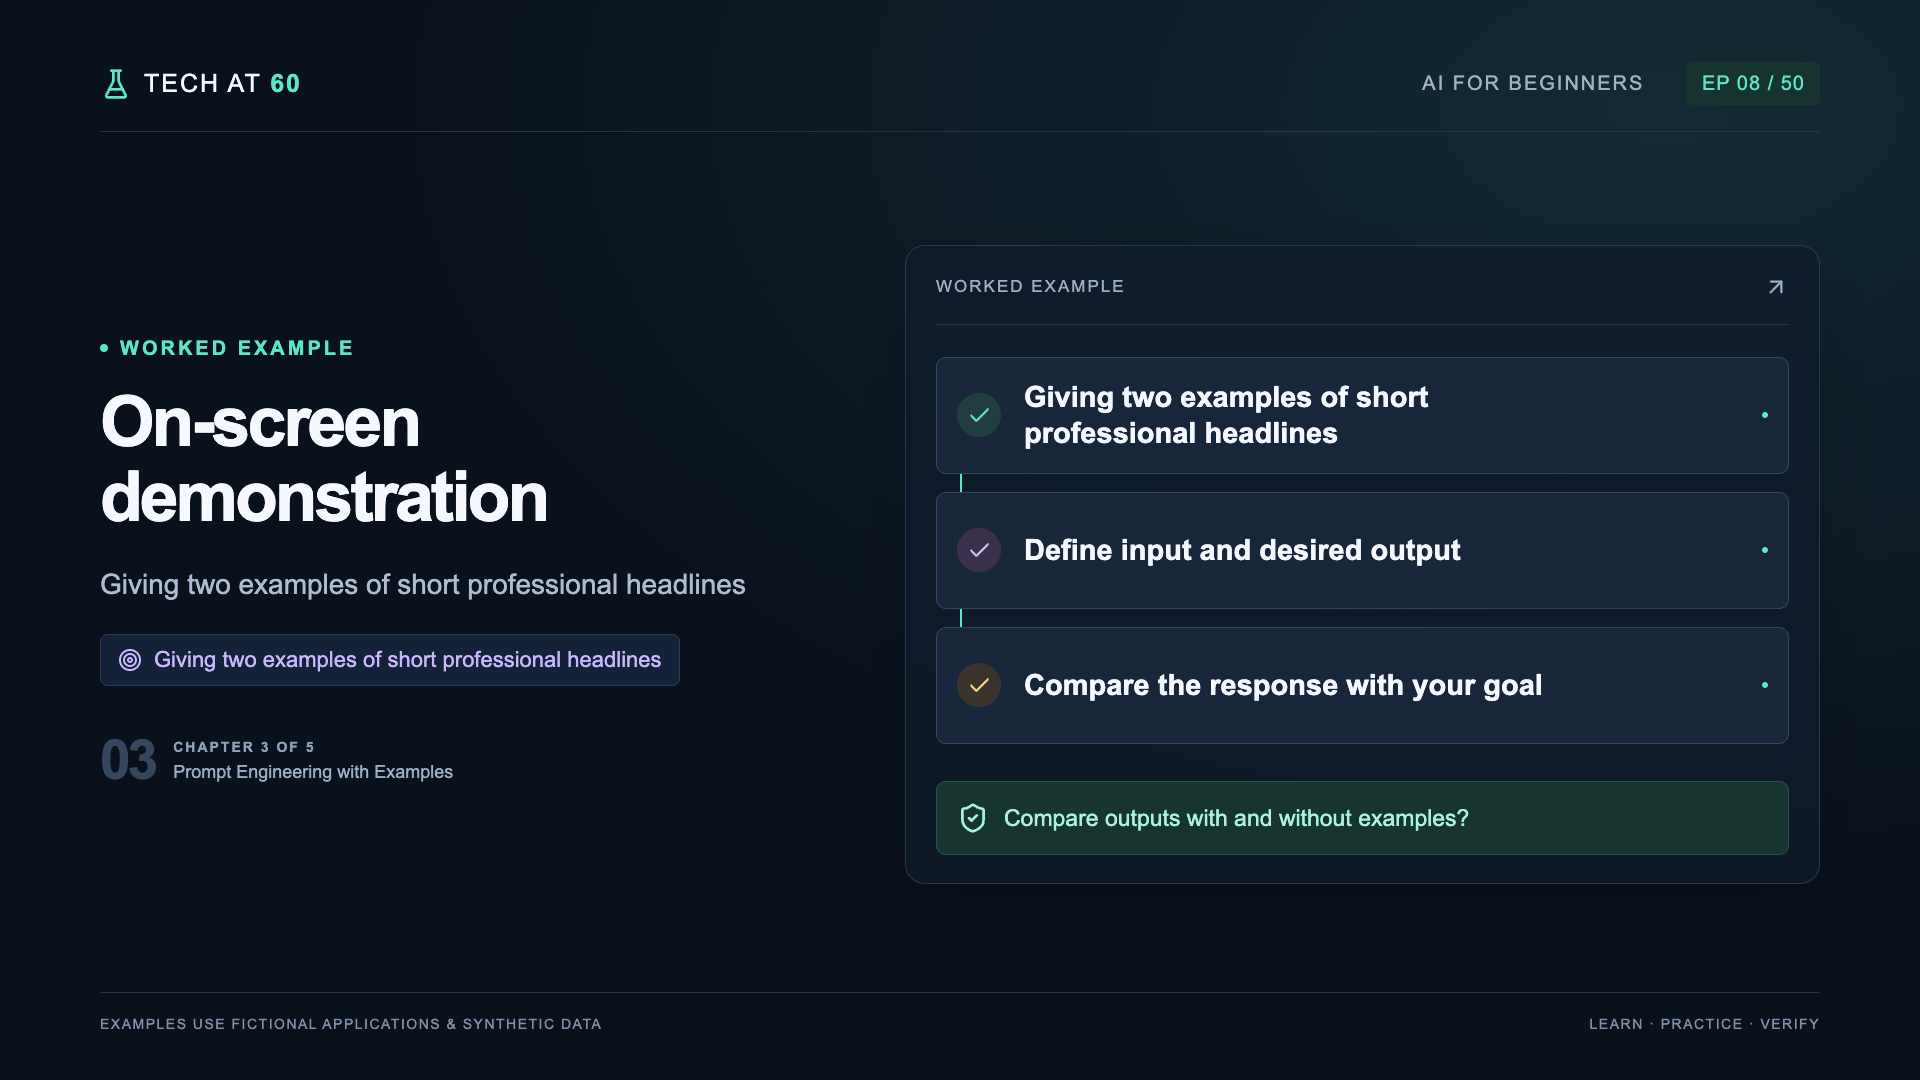 TECH AT 60
AI FOR BEGINNERS
EP 08 / 50
WORKED EXAMPLE
On-screen
demonstration
Giving two examples of short professional headlines
Giving two examples of short professional headlines
03
CHAPTER 3 OF 5
Prompt Engineering with Examples
WORKED EXAMPLE
Giving two examples of short
professional headlines
Define input and desired output
Compare the response with your goal
Compare outputs with and without examples?
EXAMPLES USE FICTIONAL APPLICATIONS & SYNTHETIC DATA
LEARN · PRACTICE · VERIFY